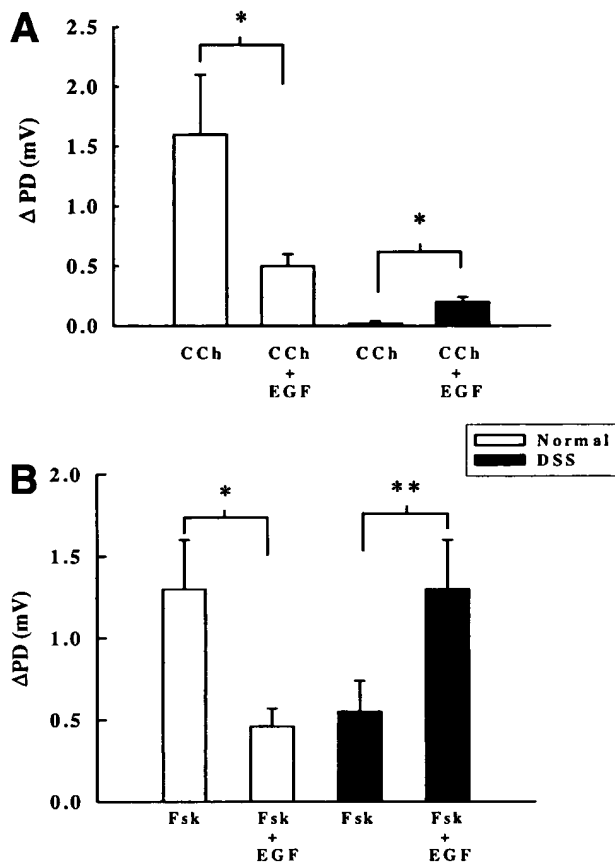 A
*
*
2.5
2.0
1.5
1.0
0.5
0.0
Δ PD (mV)
CCh CCh + EGF CCh CCh + EGF
Normal
DSS
B
*
**
2.0
1.5
1.0
0.5
0.0
ΔPD (mV)
Fsk Fsk + EGF Fsk Fsk + EGF